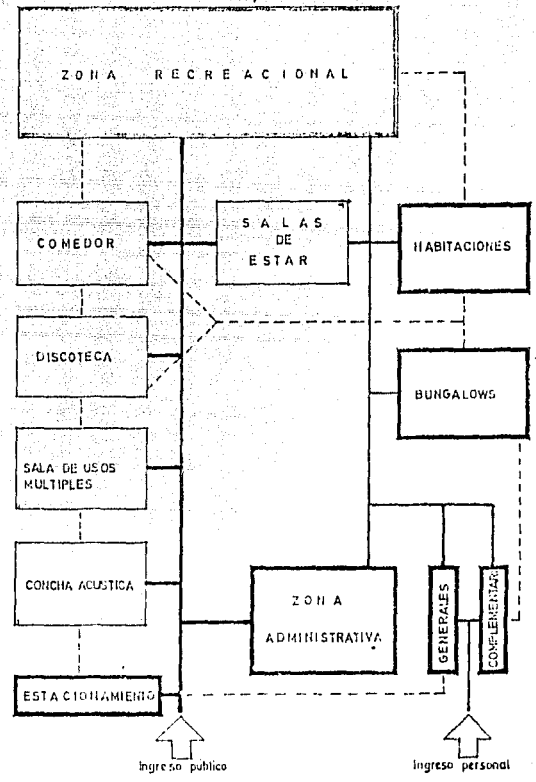 ZONA RECREACIONAL
COMEDOR
SALAS
DE
ESTAR
HABITACIONES
DISCOTECA
BUNGALOWS
SALA DE USOS
MULTIPLES
CONCHA ACUSTICA
ZONA
ADMINISTRATIVA
GENERALES
COMPLEMENTAR
ESTACIONAMIENTO
Ingreso público
Ingreso personal